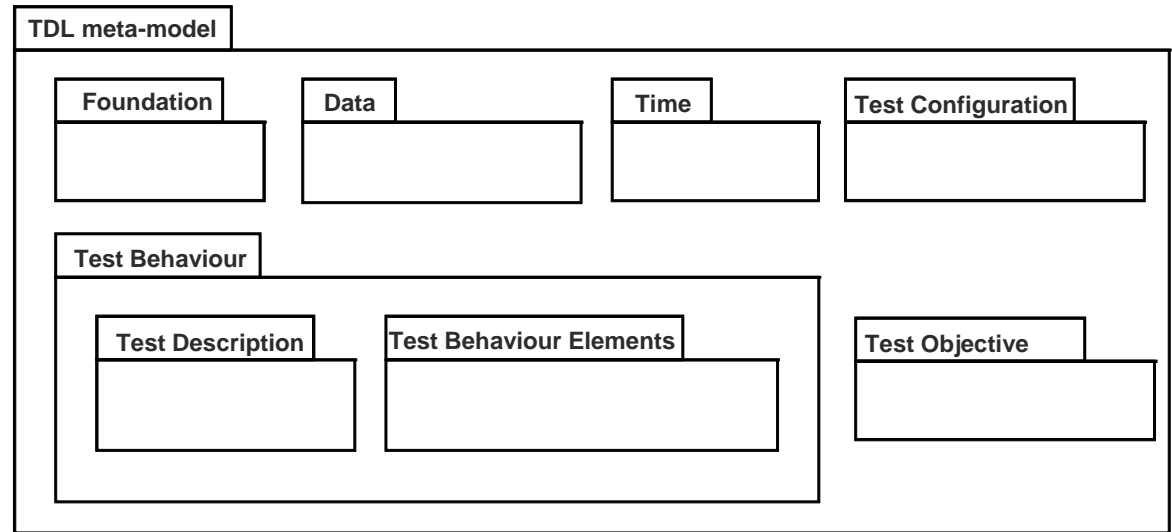 TDL meta-model
Foundation
Data
Time
Test Configuration
Test Behaviour
Test Description
Test Behaviour Elements
Test Objective